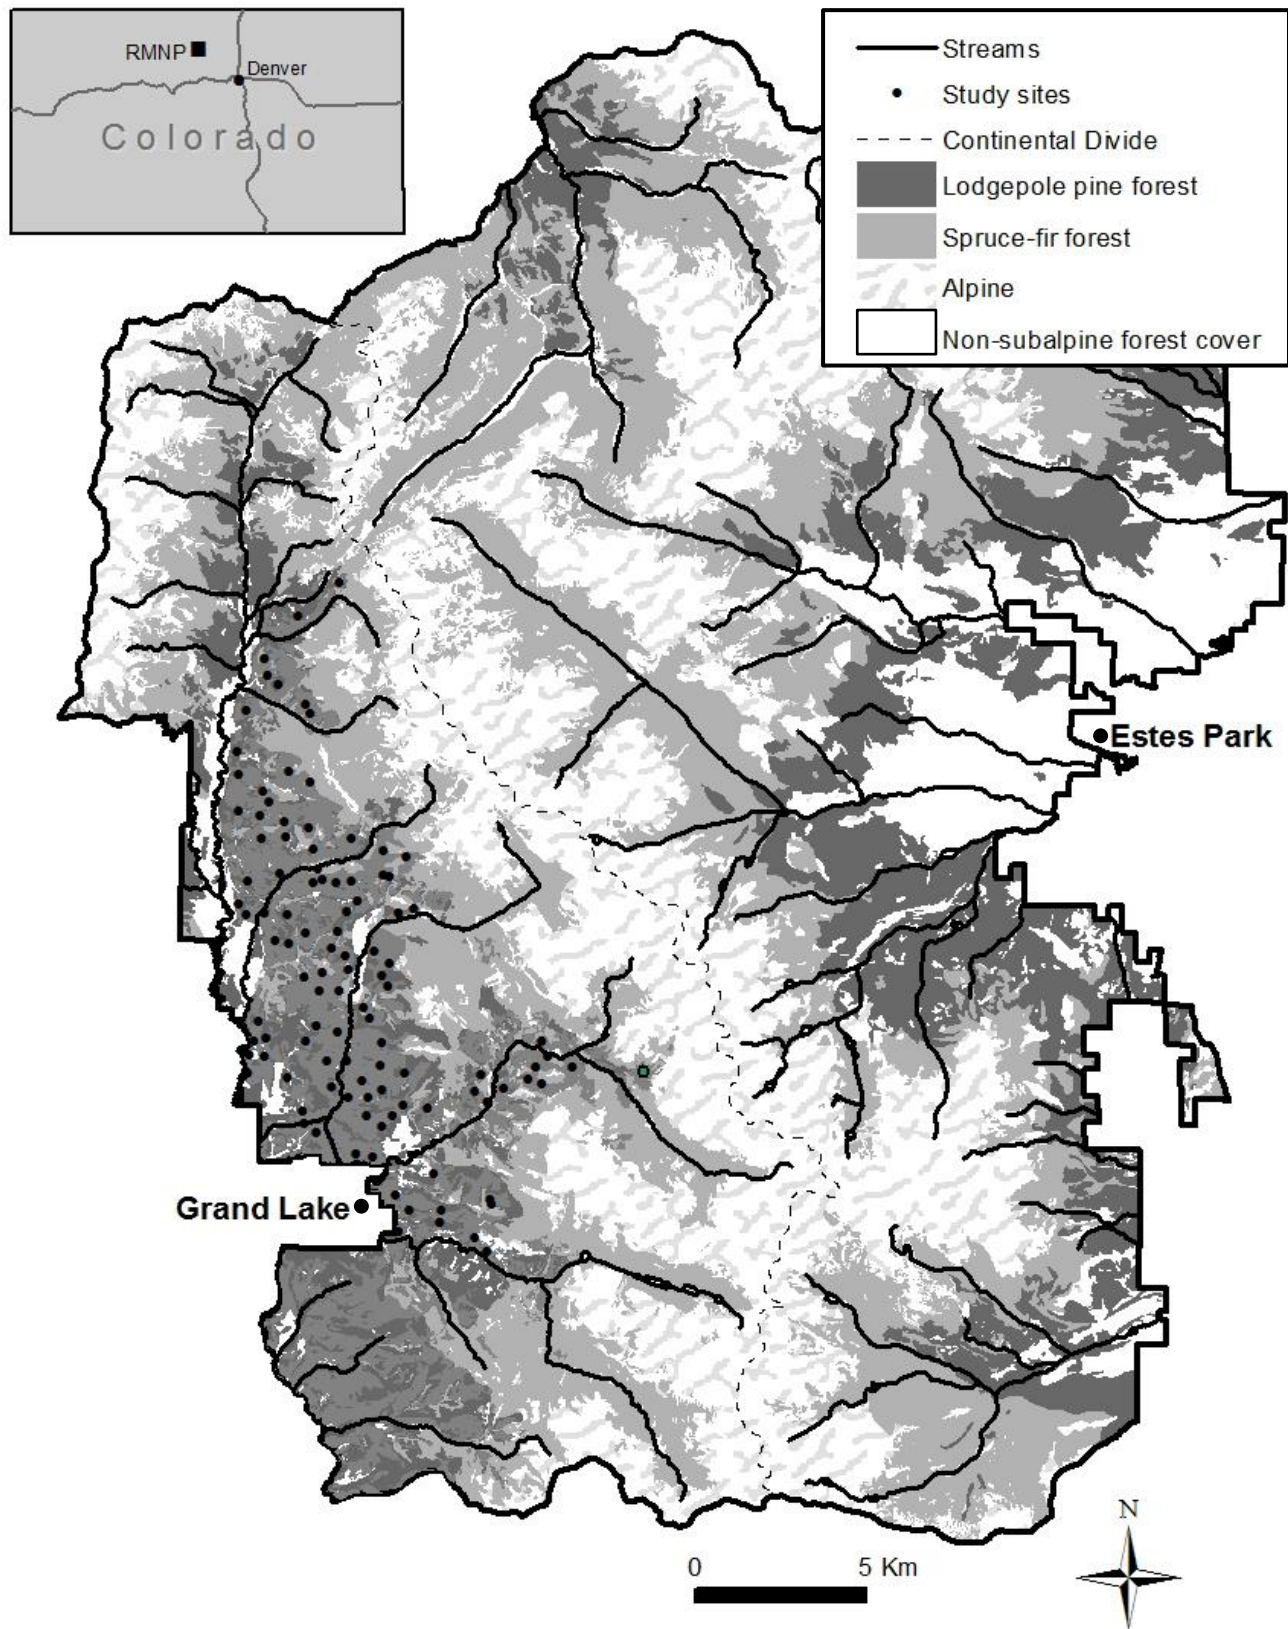 RMNP
Denver
Colorado
Streams
Study sites
Continental Divide
Lodgepole pine forest
Spruce-fir forest
Alpine
Non-subalpine forest cover
Estes Park
Grand Lake
N
0 5 Km